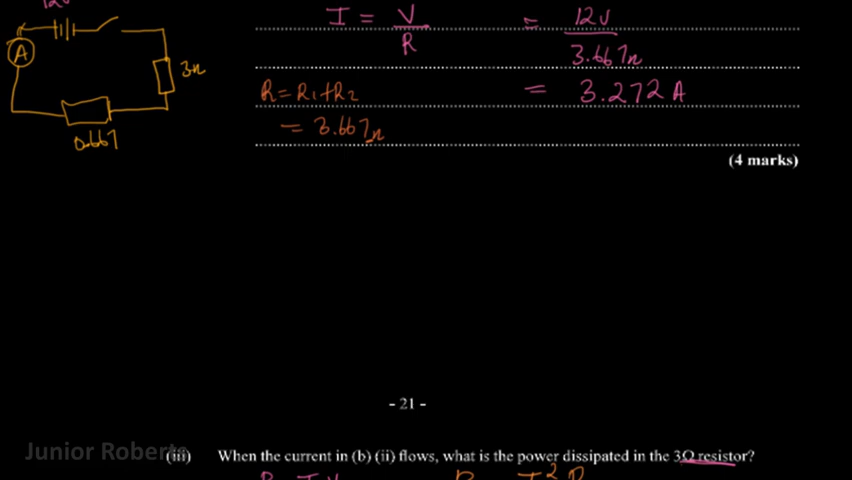 12v
I = V/R = 12v/3.667Ω
A
3Ω
R = R1+R2 = 3.272 A
= 3.667Ω
0.667
(4 marks)
- 21 -
Junior Roberts
(iii) When the current in (b) (ii) flows, what is the power dissipated in the 3Ω resistor?